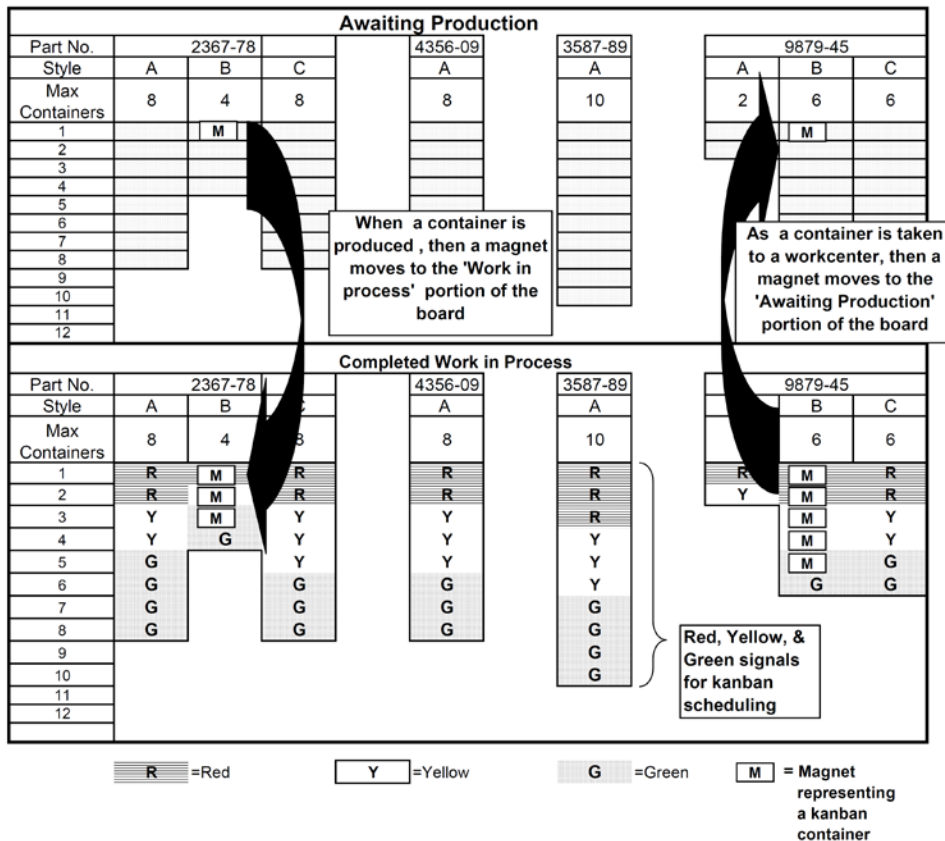 Awaiting Production
Part No. 2367-78 4356-09 3587-89 9879-45
Style A B C A A A B C
Max Containers 8 4 8 8 10 2 6 6
1 M M
2
3
4
5
6
7
8
9
10
11
12
When a container is
produced , then a magnet
moves to the 'Work in
process' portion of the
board
As a container is taken
to a workcenter, then a
magnet moves to the
'Awaiting Production'
portion of the board
Completed Work in Process
Part No. 2367-78 4356-09 3587-89 9879-45
Style A B C A A B C
Max Containers 8 4 8 8 10 6 6
1 R M R R R R M R
2 R M R R R Y M R
3 Y M Y Y R M Y
4 Y G Y Y Y M Y
5 G Y Y Y M G
6 G G G Y G G
7 G G G G
8 G G G G
9 G
10 G
11
12
Red, Yellow, &
Green signals
for kanban
scheduling
R =Red Y =Yellow G =Green M = Magnet
representing
a kanban
container